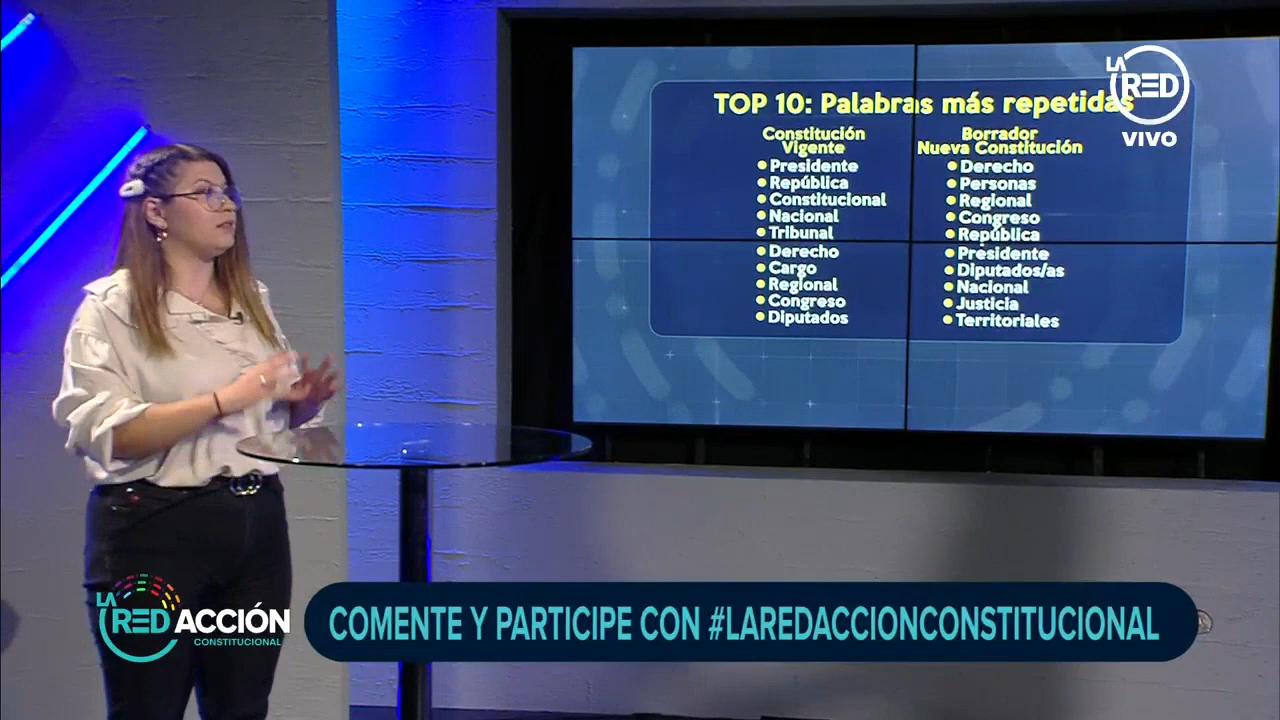 LA RED
VIVO
TOP 10: Palabras más repetidas
Constitución
Vigente
Presidente
República
Constitucional
Nacional
Tribunal
Derecho
Cargo
Regional
Congreso
Diputados
Borrador
Nueva Constitución
Derecho
Personas
Regional
Congreso
República
Presidente
Diputados/as
Nacional
Justicia
Territoriales
LA REDACCIÓN
CONSTITUCIONAL
COMENTE Y PARTICIPE CON #LAREDACCIONCONSTITUCIONAL